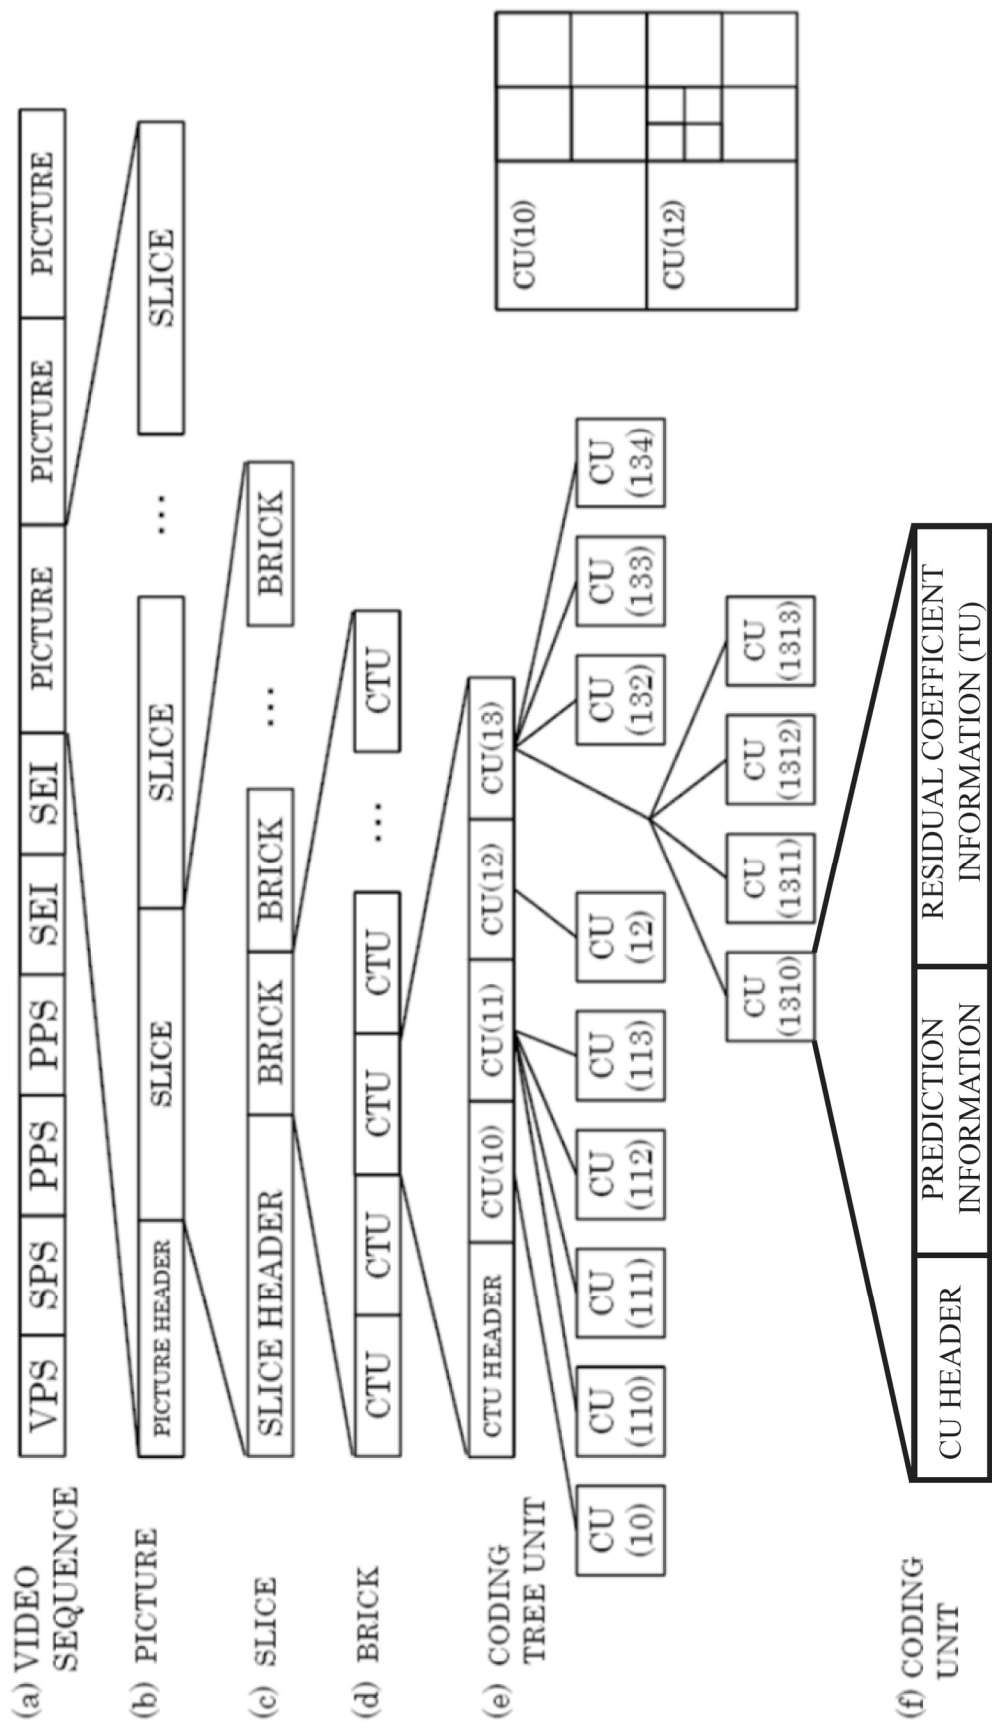 (a) VIDEO
SEQUENCE
VPS SPS PPS PPS SEI SEI PICTURE PICTURE PICTURE
(b) PICTURE
PICTURE HEADER SLICE SLICE ... SLICE
(c) SLICE
SLICE HEADER BRICK BRICK ... BRICK
(d) BRICK
CTU CTU CTU CTU ... CTU
(e) CODING
TREE UNIT
CTU HEADER CU(10) CU(11) CU(12) CU(13)
CU CU CU CU CU CU CU CU CU
(10) (110) (111) (112) (113) (12) (132) (133) (134)
CU CU CU CU
(1310) (1311) (1312) (1313)
CU(10)
CU(12)
(f) CODING
UNIT
CU HEADER
PREDICTION
INFORMATION
RESIDUAL COEFFICIENT
INFORMATION (TU)